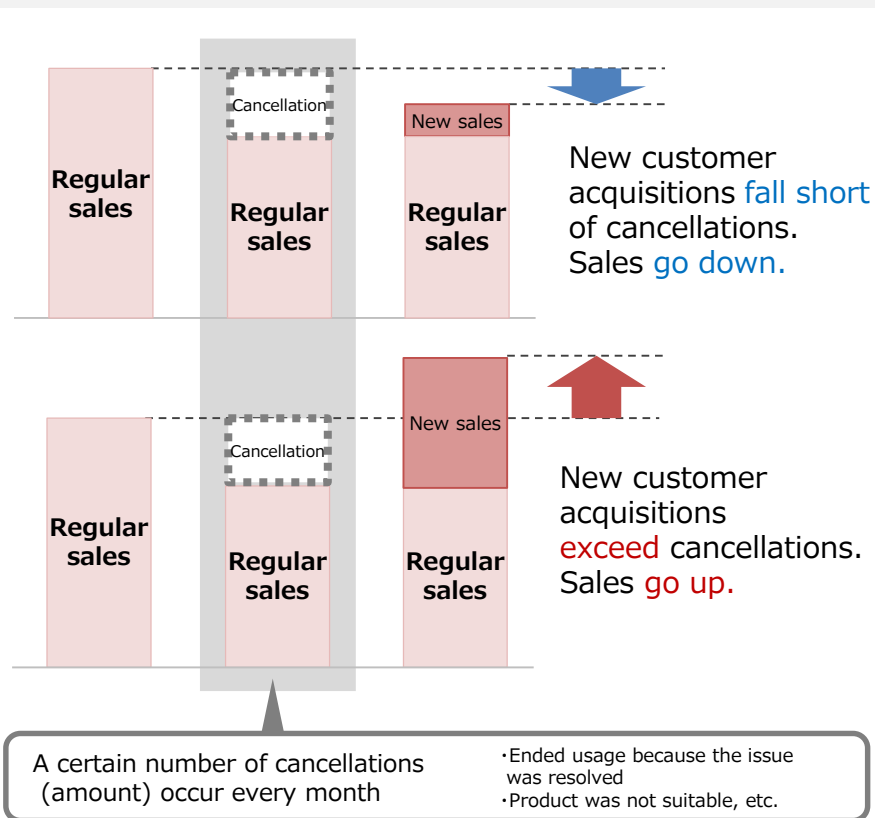 Regular
sales
Cancellation
Regular
sales
New sales
Regular
sales
New customer
acquisitions fall short
of cancellations.
Sales go down.
Regular
sales
Cancellation
Regular
sales
New sales
Regular
sales
New customer
acquisitions
exceed cancellations.
Sales go up.
A certain number of cancellations
(amount) occur every month
・Ended usage because the issue
was resolved
・Product was not suitable, etc.